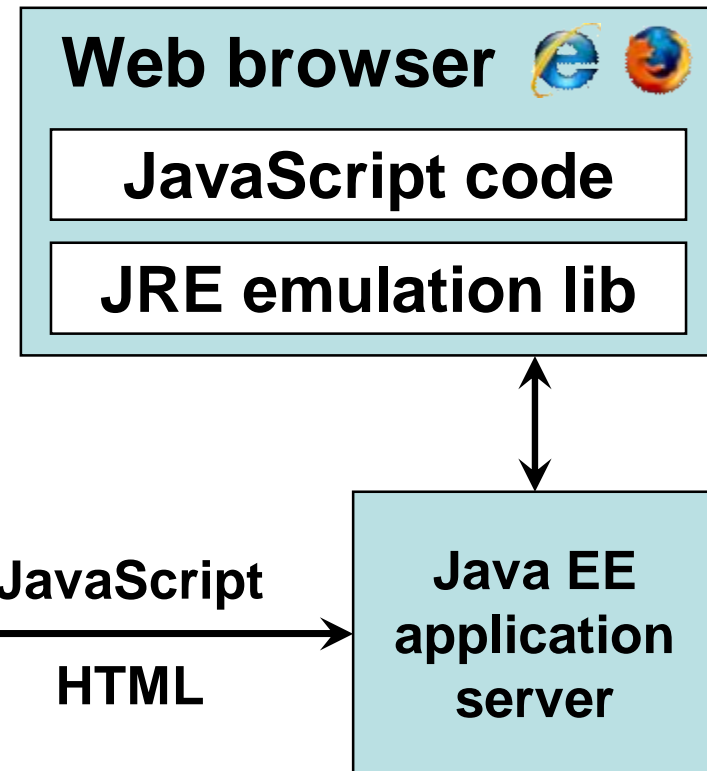 Web browser
JavaScript code
JRE emulation lib
JavaScript
HTML
Java EE
application
server